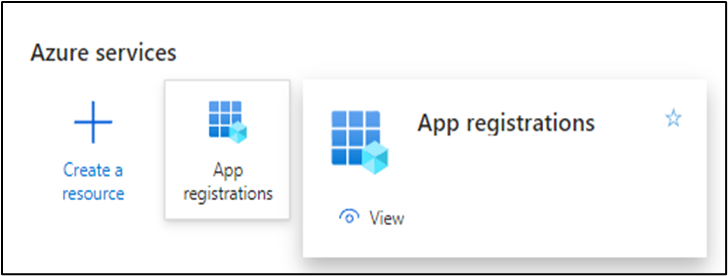 Azure services
Create a
resource
App
registrations
App registrations
View